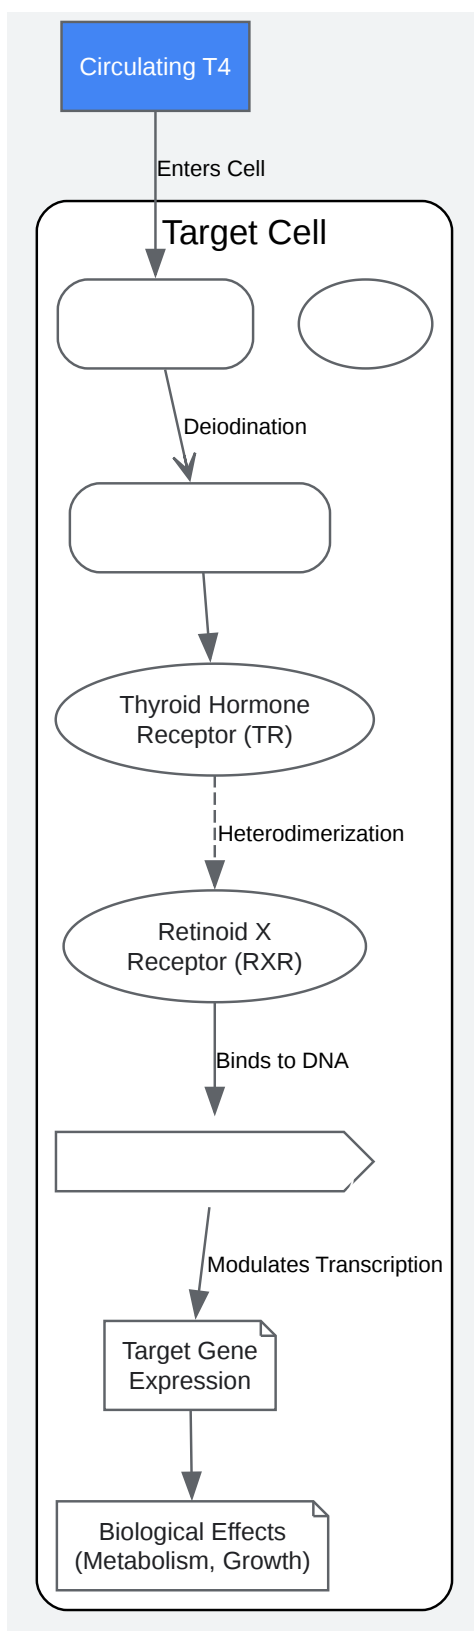 Circulating T4
Enters Cell
Target Cell
Deiodination
Thyroid Hormone
Receptor (TR)
Heterodimerization
Retinoid X
Receptor (RXR)
Binds to DNA
Modulates Transcription
Target Gene
Expression
Biological Effects
(Metabolism, Growth)